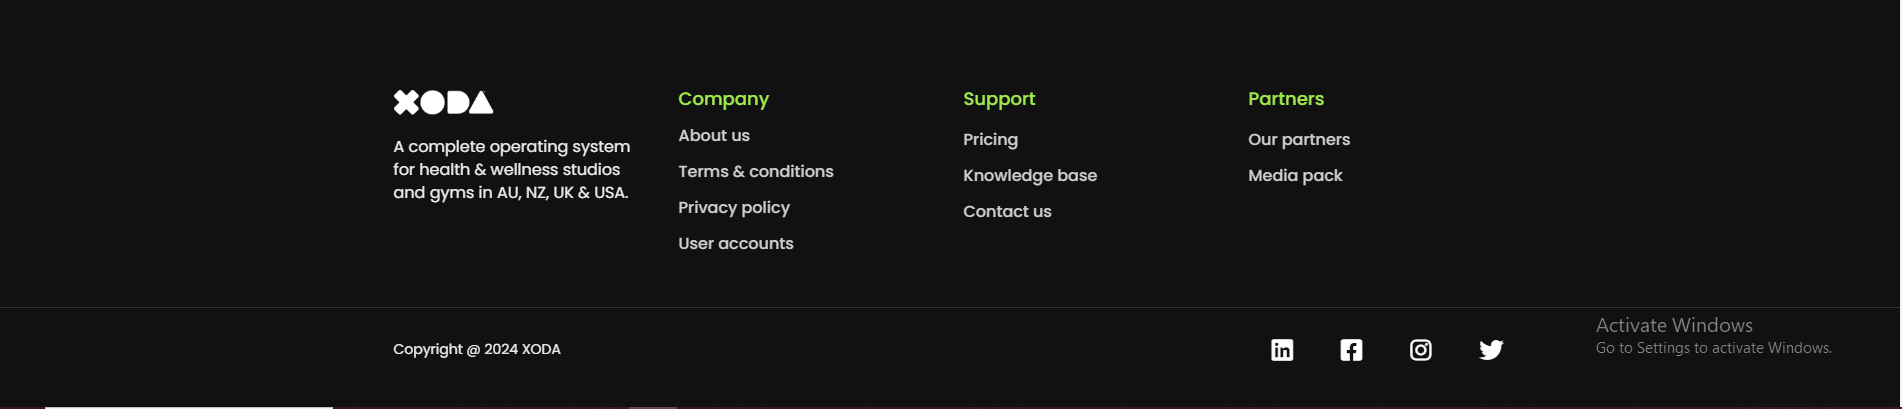 XODA
A complete operating system
for health & wellness studios
and gyms in AU, NZ, UK & USA.
Company
About us
Terms & conditions
Privacy policy
User accounts
Support
Pricing
Knowledge base
Contact us
Partners
Our partners
Media pack
Copyright @ 2024 XODA
in
f
Activate Windows
Go to Settings to activate Windows.